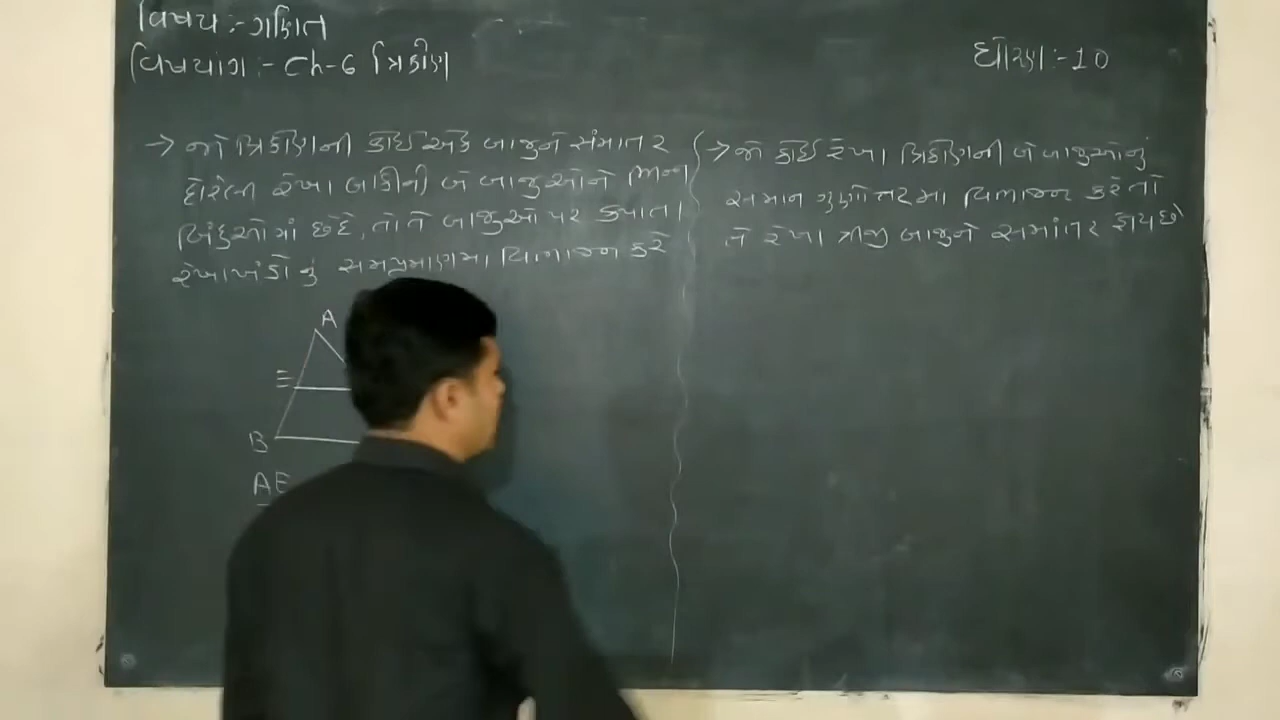 વિષય :- ગણિત
વિષયાંગ :- Ch-6 ત્રિકોણ
ધોરણ :- 10
→ જો ત્રિકોણની કોઈ એક બાજુને સંમાતર
દોરેલી રેખા બાકીની બે બાજુઓને ભિન્ન
બિંદુઓમાં છેદે, તો તે બાજુઓ પર કપાતા
રેખાખંડોનું સમપ્રમાણમા વિભાજન કરે
→ જો કોઈ રેખા ત્રિકોણની બે બાજુઓનું
સમાન ગુણોત્તરમા વિભાજન કરે તો
તે રેખા ત્રીજી બાજુને સમાંતર હોય છે
A
E
B
AE